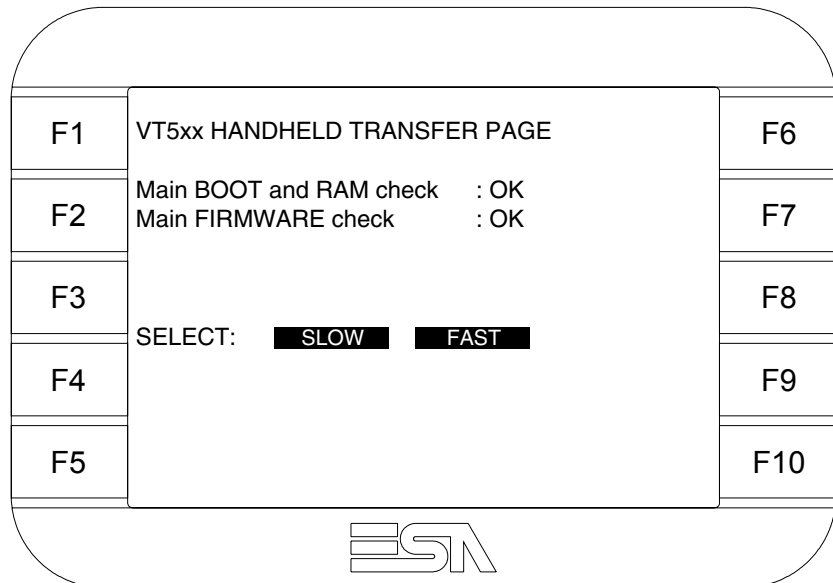 F1
F2
F3
F4
F5
VT5xx HANDHELD TRANSFER PAGE
Main BOOT and RAM check : OK
Main FIRMWARE check : OK
SELECT: SLOW FAST
F6
F7
F8
F9
F10
ESA